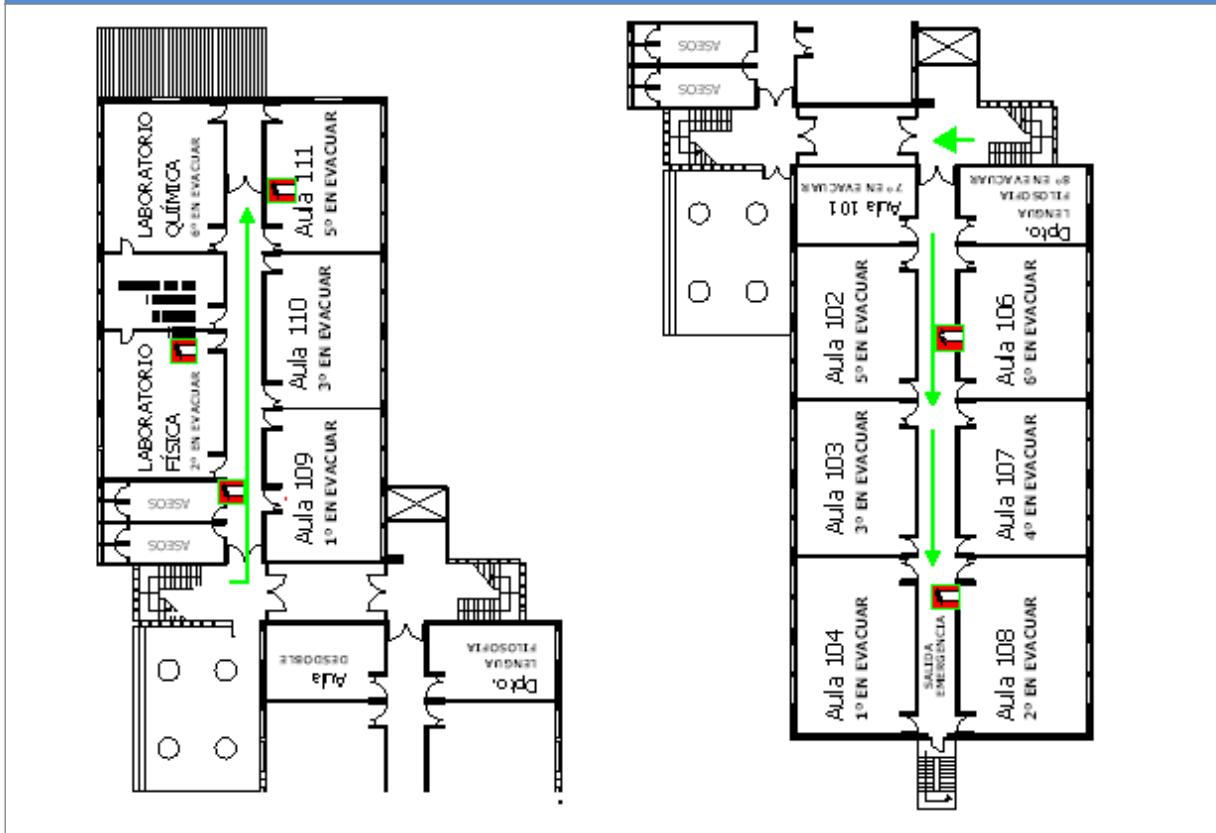 LABORATORIO
QUÍMICA
6º EN EVACUAR
Aula 111
5º EN EVACUAR
Aula 110
3º EN EVACUAR
LABORATORIO
FÍSICA
2º EN EVACUAR
Aula 109
1º EN EVACUAR
ASEOS
ASEOS
Aula
DESDOBLE
Dpto.
LENGUA
FILOSOFIA
ASEOS
ASEOS
Aula 101
7º EN EVACUAR
Dpto.
LENGUA
FILOSOFIA
8º EN EVACUAR
Aula 102
5º EN EVACUAR
Aula 106
6º EN EVACUAR
Aula 103
3º EN EVACUAR
Aula 107
4º EN EVACUAR
Aula 104
1º EN EVACUAR
SALIDA
EMERGENCIA
Aula 108
2º EN EVACUAR